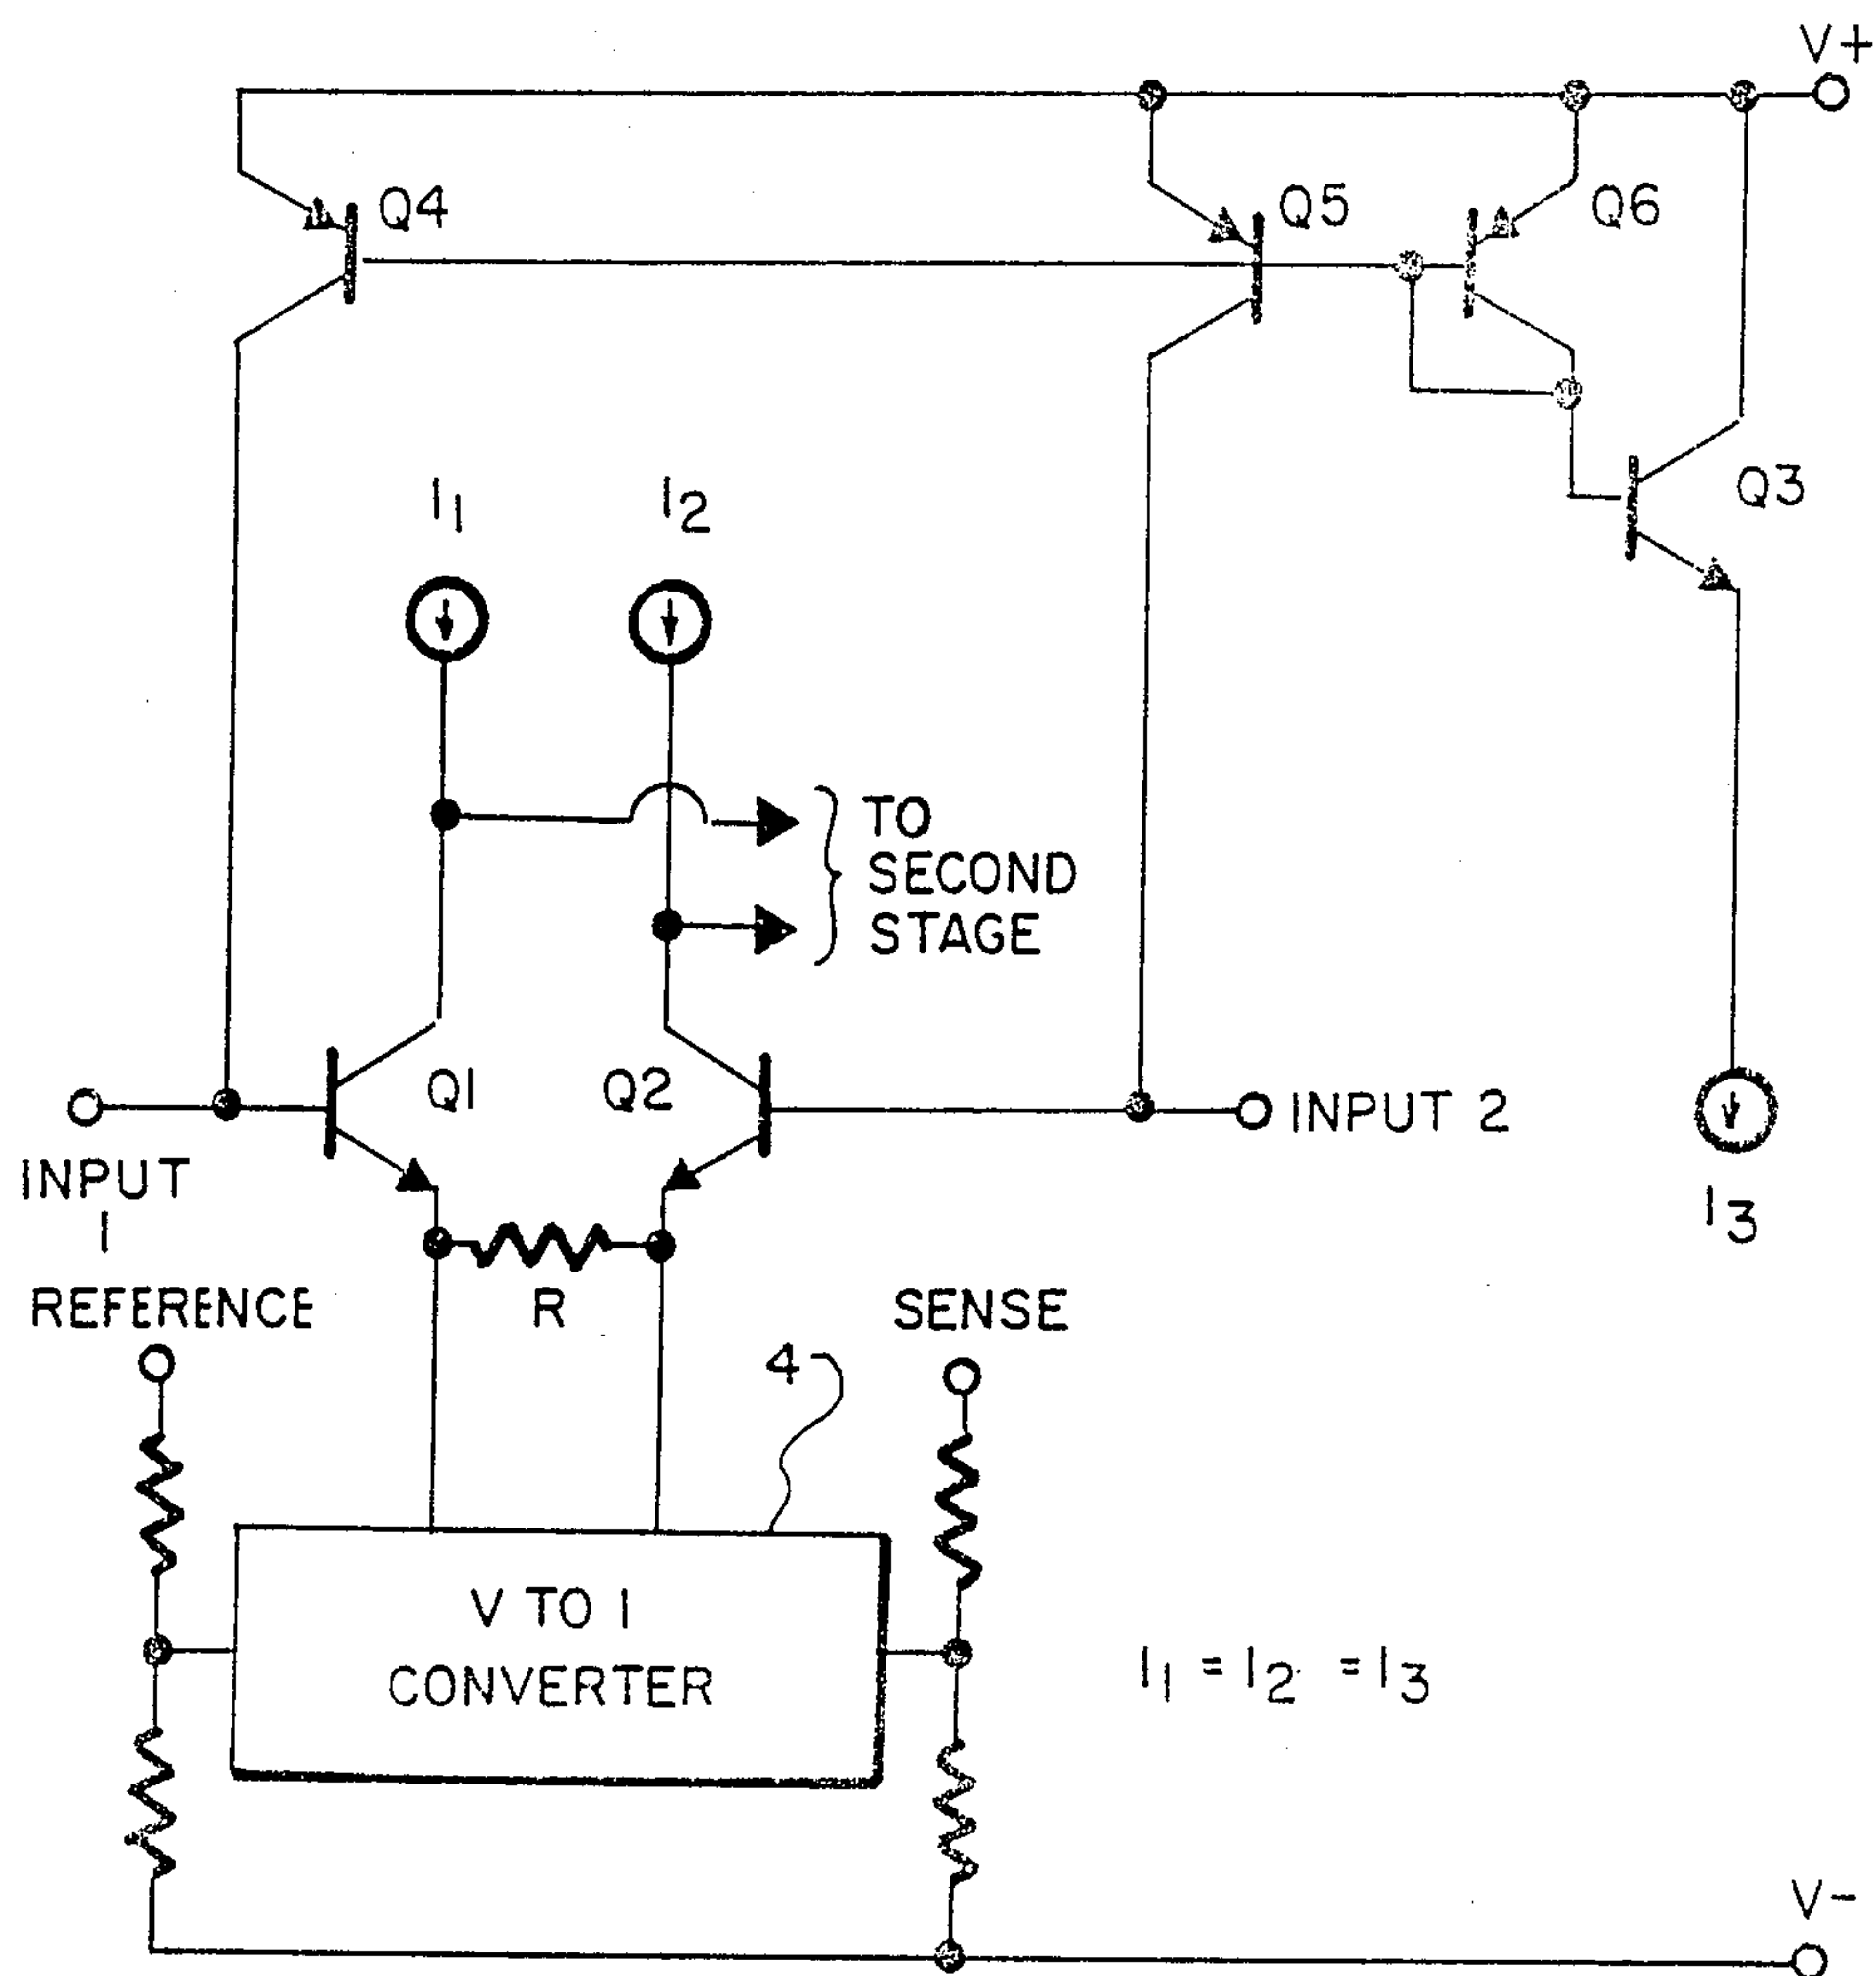 V+
Q4
Q5
Q6
I1
I2
Q3
TO
SECOND
STAGE
Q1
Q2
INPUT
1
INPUT 2
I3
REFERENCE
R
SENSE
4
V TO I
CONVERTER
I1 = I2 = I3
V-